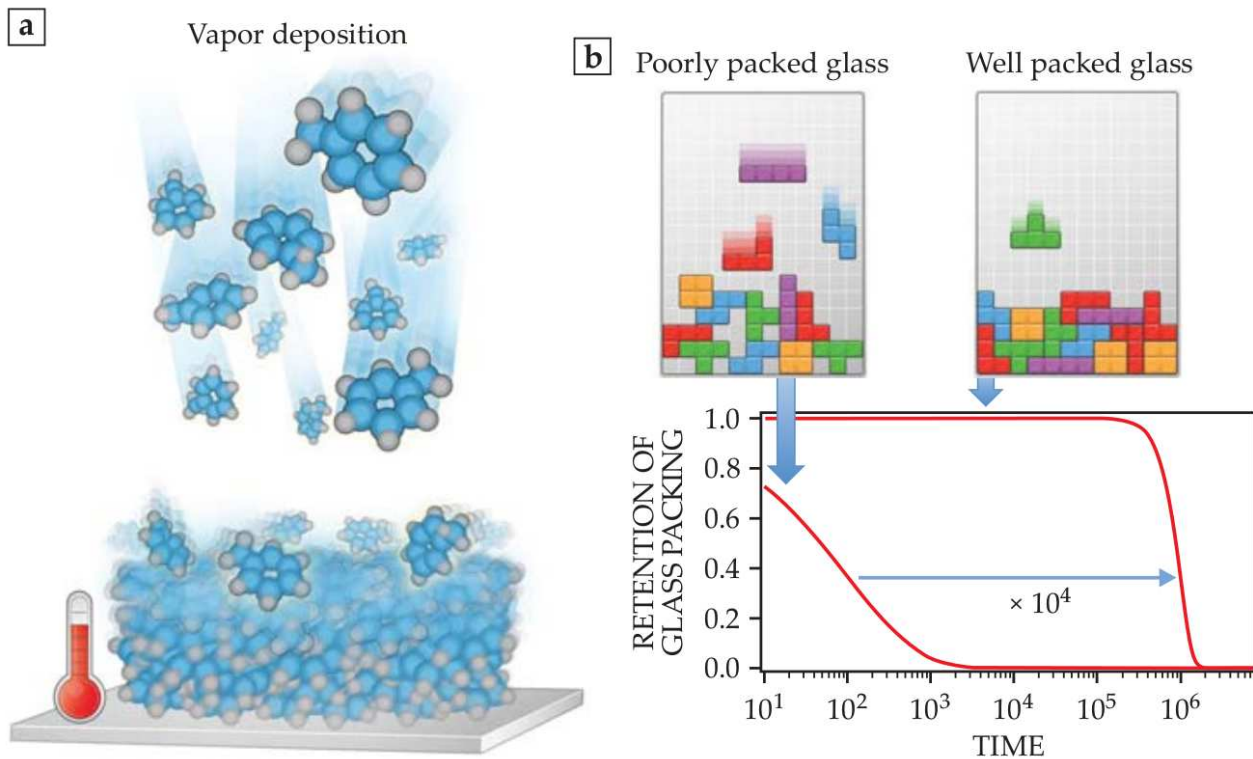 a
Vapor deposition
b
Poorly packed glass
Well packed glass
RETENTION OF
GLASS PACKING
1.0
0.8
0.6
0.4
0.2
0.0
× 10⁴
10¹ 10² 10³ 10⁴ 10⁵ 10⁶
TIME